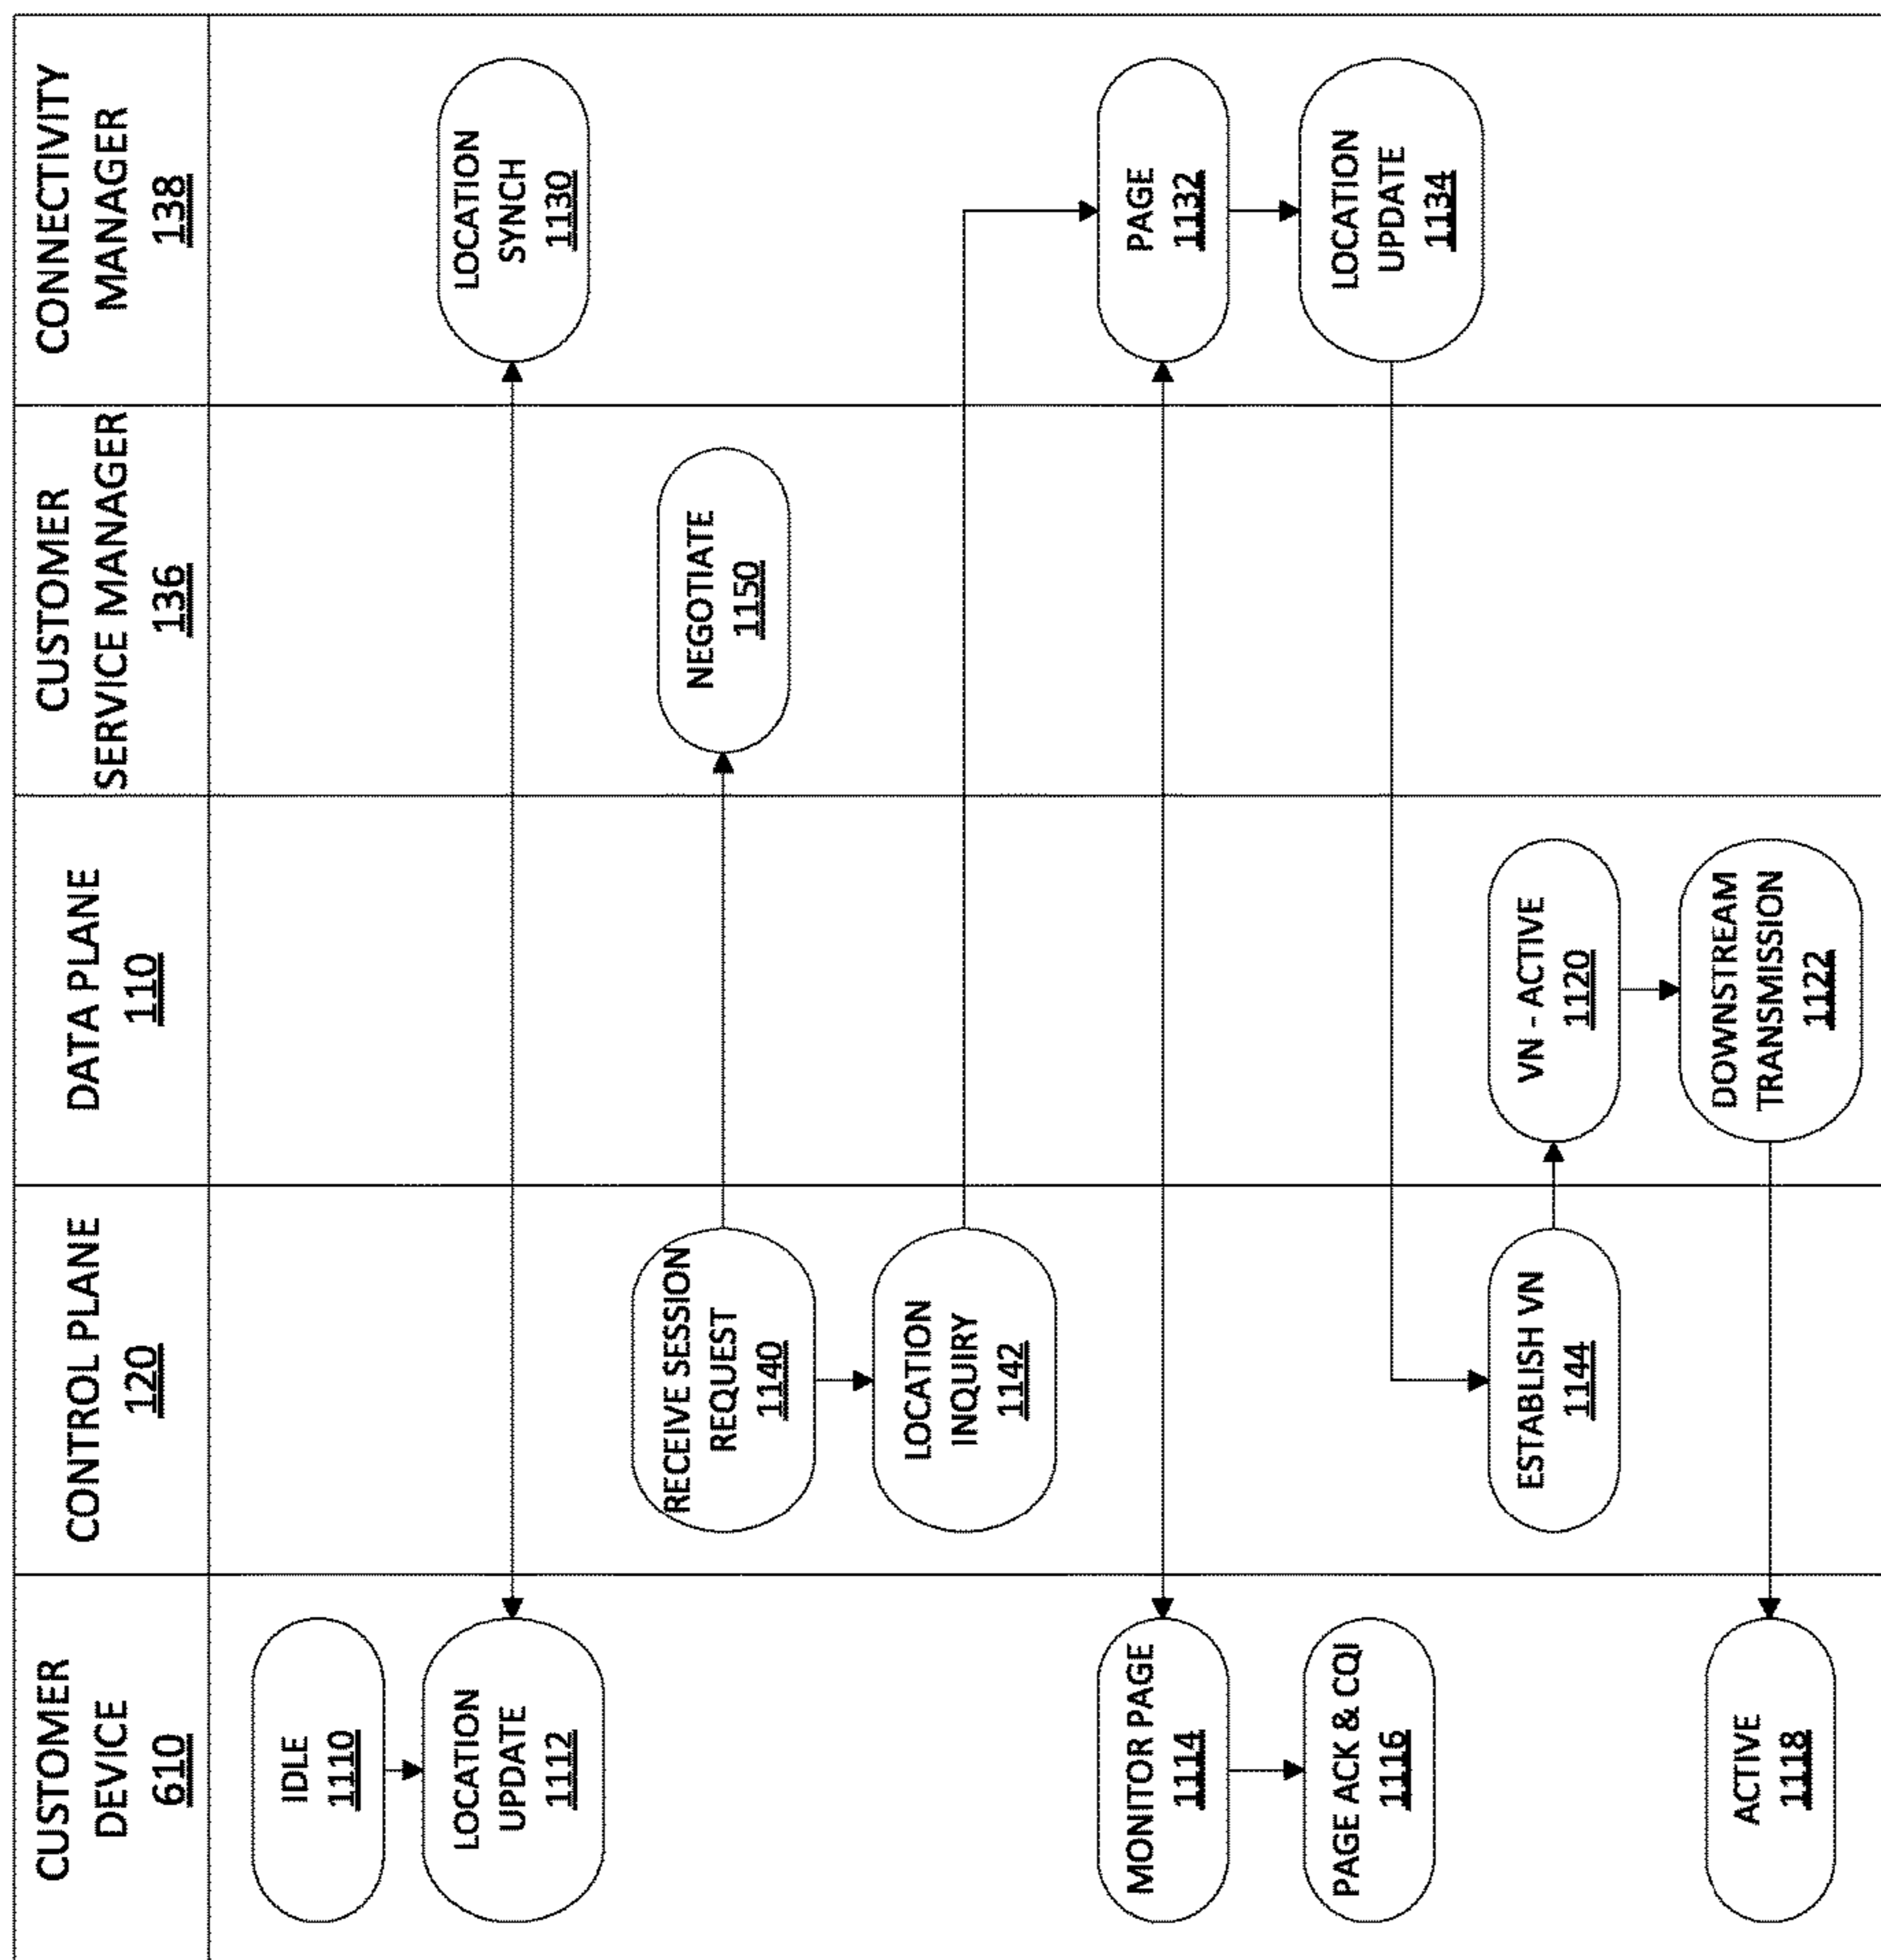 CUSTOMER
DEVICE
610
CONTROL PLANE
120
DATA PLANE
110
CUSTOMER
SERVICE MANAGER
136
CONNECTIVITY
MANAGER
138
IDLE
1110
LOCATION
UPDATE
1112
LOCATION
SYNCH
1130
RECEIVE SESSION
REQUEST
1140
NEGOTIATE
1150
LOCATION
INQUIRY
1142
MONITOR PAGE
1114
PAGE
1132
PAGE ACK & CQI
1116
LOCATION
UPDATE
1134
ESTABLISH VN
1144
VN - ACTIVE
1120
ACTIVE
1118
DOWNSTREAM
TRANSMISSION
1122